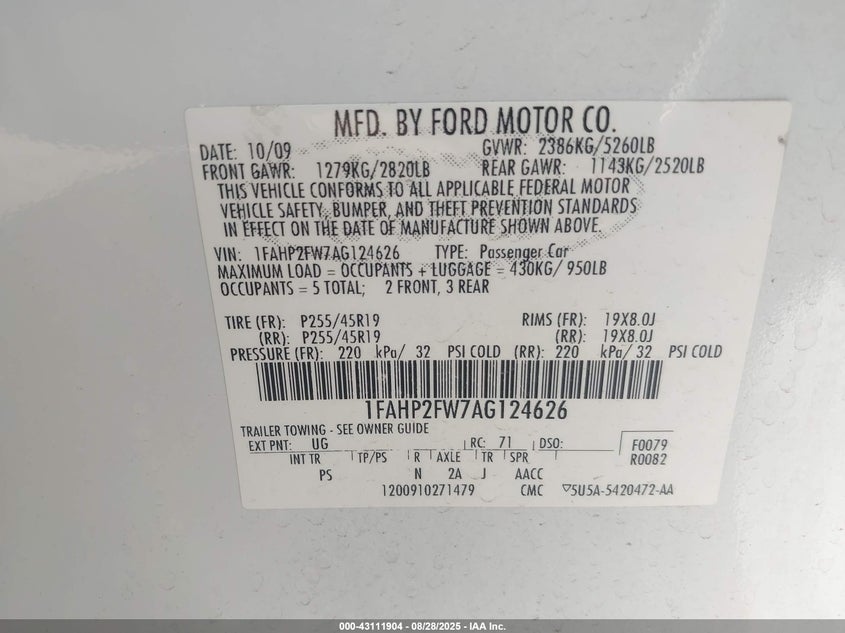 MFD. BY FORD MOTOR CO.
DATE: 10/09 GVWR: 2386KG/5260LB
FRONT GAWR: 1279KG/2820LB REAR GAWR: 1143KG/2520LB
THIS VEHICLE CONFORMS TO ALL APPLICABLE FEDERAL MOTOR
VEHICLE SAFETY, BUMPER, AND THEFT PREVENTION STANDARDS
IN EFFECT ON THE DATE OF MANUFACTURE SHOWN ABOVE.
VIN: 1FAHP2FW7AG124626 TYPE: Passenger Car
MAXIMUM LOAD = OCCUPANTS + LUGGAGE = 430KG/ 950LB
OCCUPANTS = 5 TOTAL; 2 FRONT, 3 REAR
TIRE (FR): P255/45R19 RIMS (FR): 19X8.0J
(RR): P255/45R19 (RR): 19X8.0J
PRESSURE (FR): 220 kPa/ 32 PSI COLD (RR): 220 kPa/ 32 PSI COLD
1FAHP2FW7AG124626
TRAILER TOWING - SEE OWNER GUIDE
EXT PNT: UG RC: 71 DSO: F0079
INT TR TP/PS R AXLE TR SPR R0082
PS N 2A J AACC
1200910271479 CMC 5U5A-5420472-AA
000-43111904 - 08/28/2025 - IAA Inc.